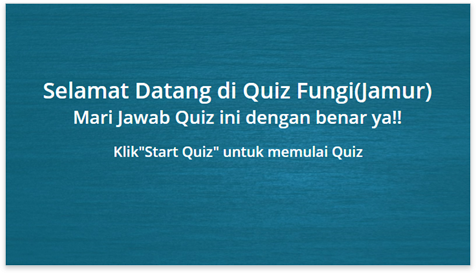 Selamat Datang di Quiz Fungi(Jamur)
Mari Jawab Quiz ini dengan benar ya!!
Klik"Start Quiz" untuk memulai Quiz